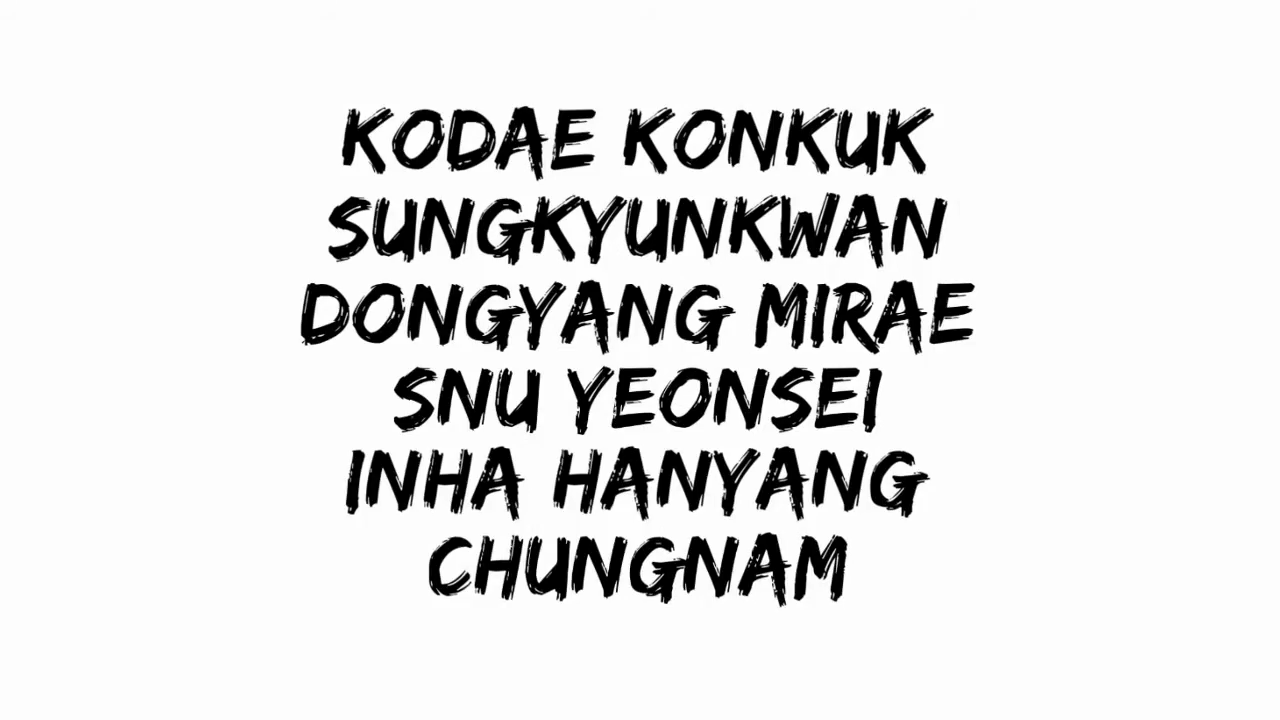 KODAE KONKUK
SUNGKYUNKWAN
DONGYANG MIRAE
SNU YEONSEI
INHA HANYANG
CHUNGNAM